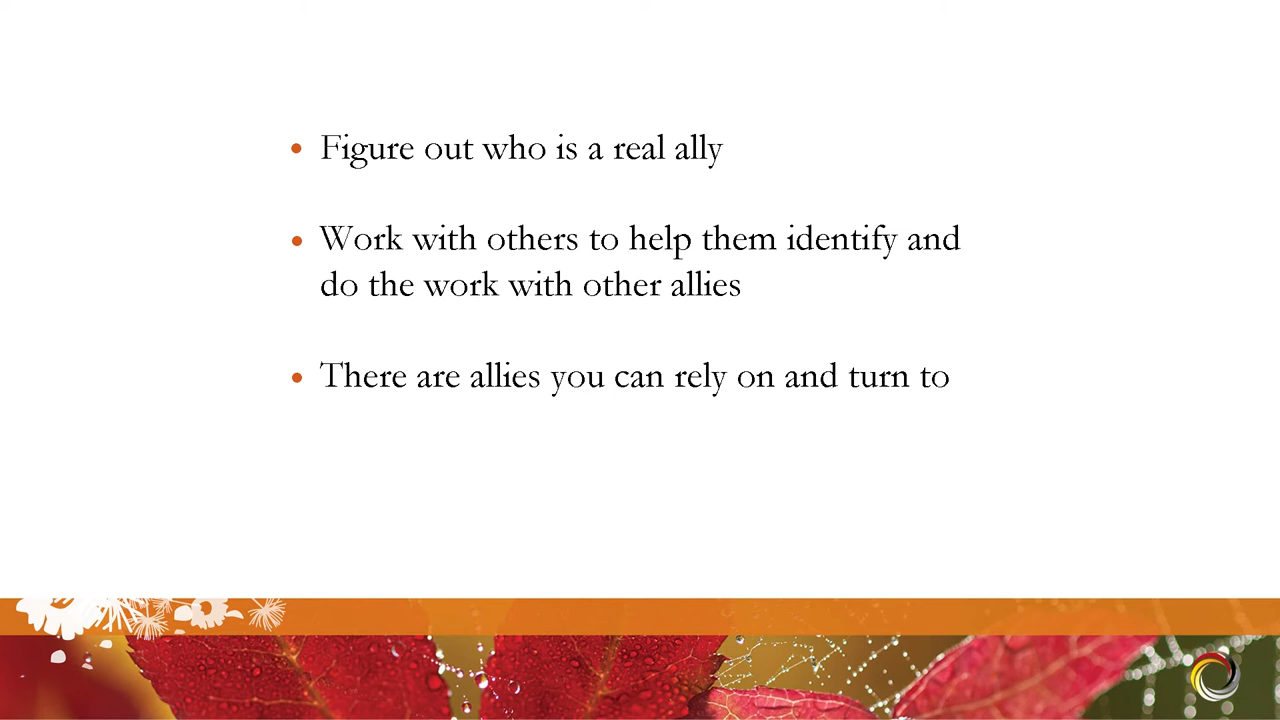 • Figure out who is a real ally
• Work with others to help them identify and
do the work with other allies
• There are allies you can rely on and turn to